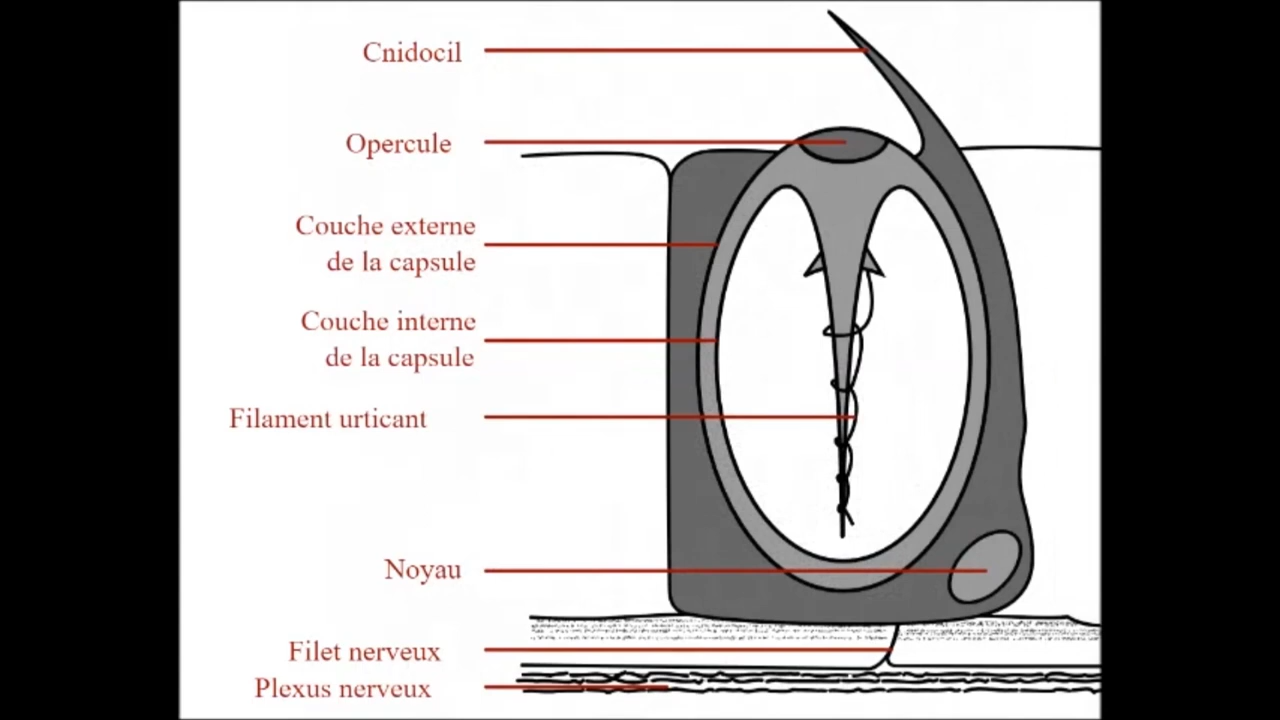 Cnidocil
Opercule
Couche externe
de la capsule
Couche interne
de la capsule
Filament urticant
Noyau
Filet nerveux
Plexus nerveux